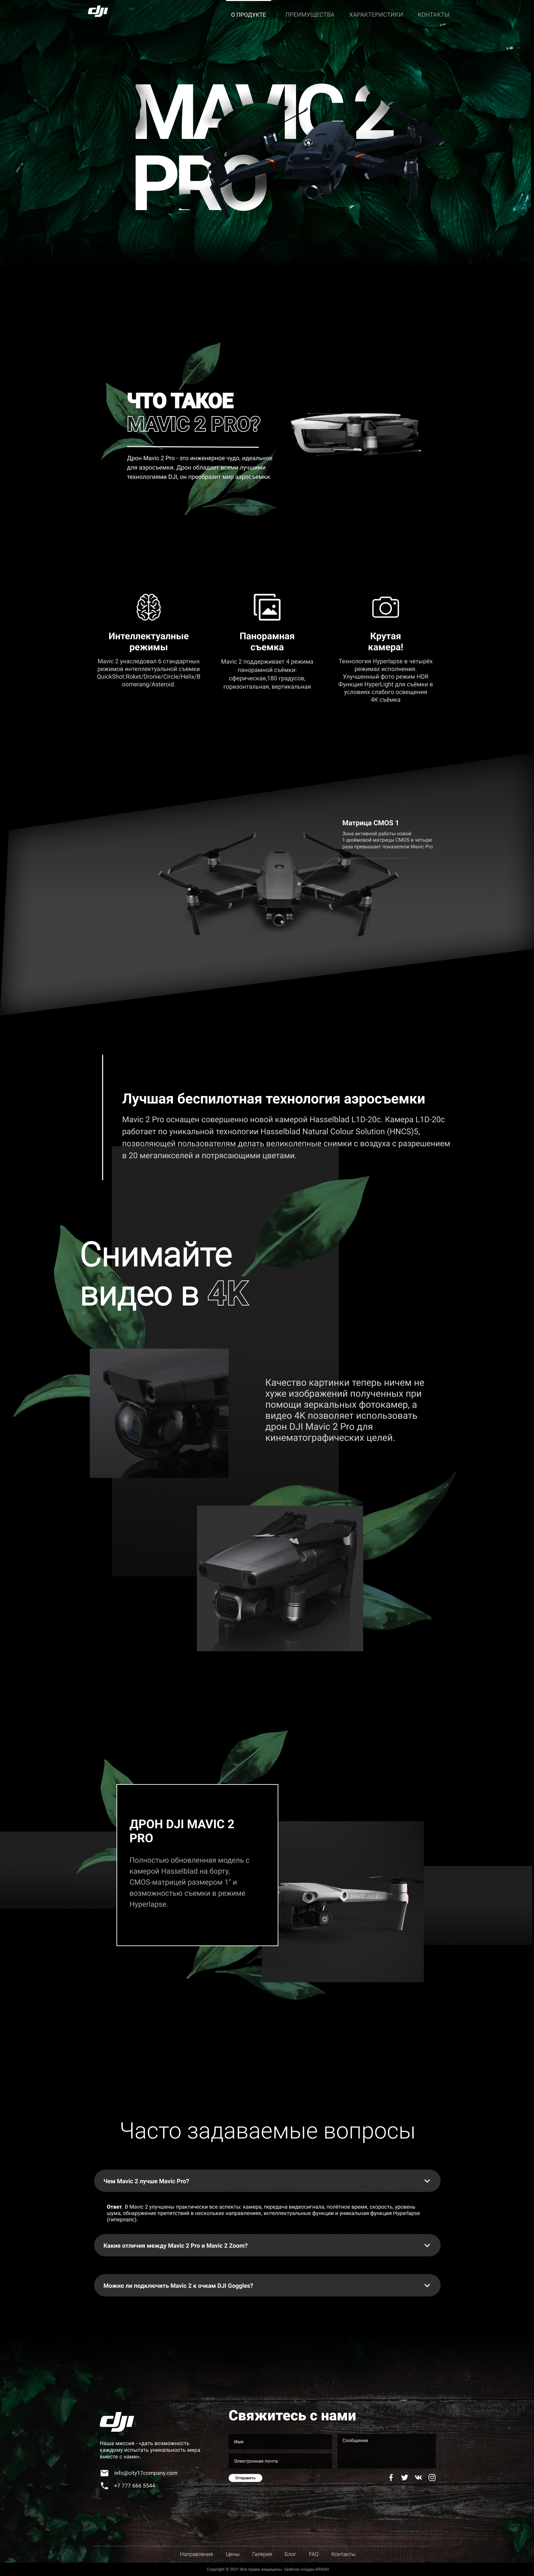 dji
О ПРОДУКТЕ ПРЕИМУЩЕСТВА ХАРАКТЕРИСТИКИ КОНТАКТЫ
MAVIC 2
PRO
ЧТО ТАКОЕ
MAVIC 2 PRO?
Дрон Mavic 2 Pro - это инженерное чудо, идеальное
для аэросъемки. Дрон обладает всеми лучшими
технологиями DJI, он преобразит мир аэросъемки.
Интеллектуальные
режимы
Mavic 2 унаследовал 6 стандартных
режимов интеллектуальной съемки
QuickShot:Roket/Dronie/Circle/Helix/B
oomerang/Asteroid.
Панорамная
съемка
Mavic 2 поддерживает 4 режима
панорамной съёмки:
сферическая,180 градусов,
горизонтальная, вертикальная
Крутая
камера!
Технология Hyperlapse в четырёх
режимах исполнения.
Улучшенный фото режим HDR
Функция HyperLight для съёмки в
условиях слабого освещения
4К съёмка
Матрица CMOS 1
Зона активной работы новой
1-дюймовой матрицы CMOS в четыре
раза превышает показатели Mavic Pro
Лучшая беспилотная технология аэросъемки
Mavic 2 Pro оснащен совершенно новой камерой Hasselblad L1D-20c. Камера L1D-20c
работает по уникальной технологии Hasselblad Natural Colour Solution (HNCS)5,
позволяющей пользователям делать великолепные снимки с воздуха с разрешением
в 20 мегапикселей и потрясающими цветами.
Снимайте
видео в 4K
Качество картинки теперь ничем не
хуже изображений полученных при
помощи зеркальных фотокамер, а
видео 4К позволяет использовать
дрон DJI Mavic 2 Pro для
кинематографических целей.
ДРОН DJI MAVIC 2
PRO
Полностью обновленная модель с
камерой Hasselblad на борту,
CMOS-матрицей размером 1" и
возможностью съемки в режиме
Hyperlapse.
Часто задаваемые вопросы
Чем Mavic 2 лучше Mavic Pro?
Ответ. В Mavic 2 улучшены практически все аспекты: камера, передача видеосигнала, полётное время, скорость, уровень
шума, обнаружение препятствий в нескольких направлениях, интеллектуальные функции и уникальная функция Hyperlapse
(гиперлапс).
Какие отличия между Mavic 2 Pro и Mavic 2 Zoom?
Можно ли подключить Mavic 2 к очкам DJI Goggles?
dji
Наша миссия - «дать возможность
каждому испытать уникальность мира
вместе с нами».
info@city17company.com
+7 777 666 5544
Свяжитесь с нами
Имя
Электронная почта
Сообщение
Отправить
Направления Цены Галерея Блог FAQ Контакты
Copyright © 2021 Все права защищены. Шаблон создан KRASH.